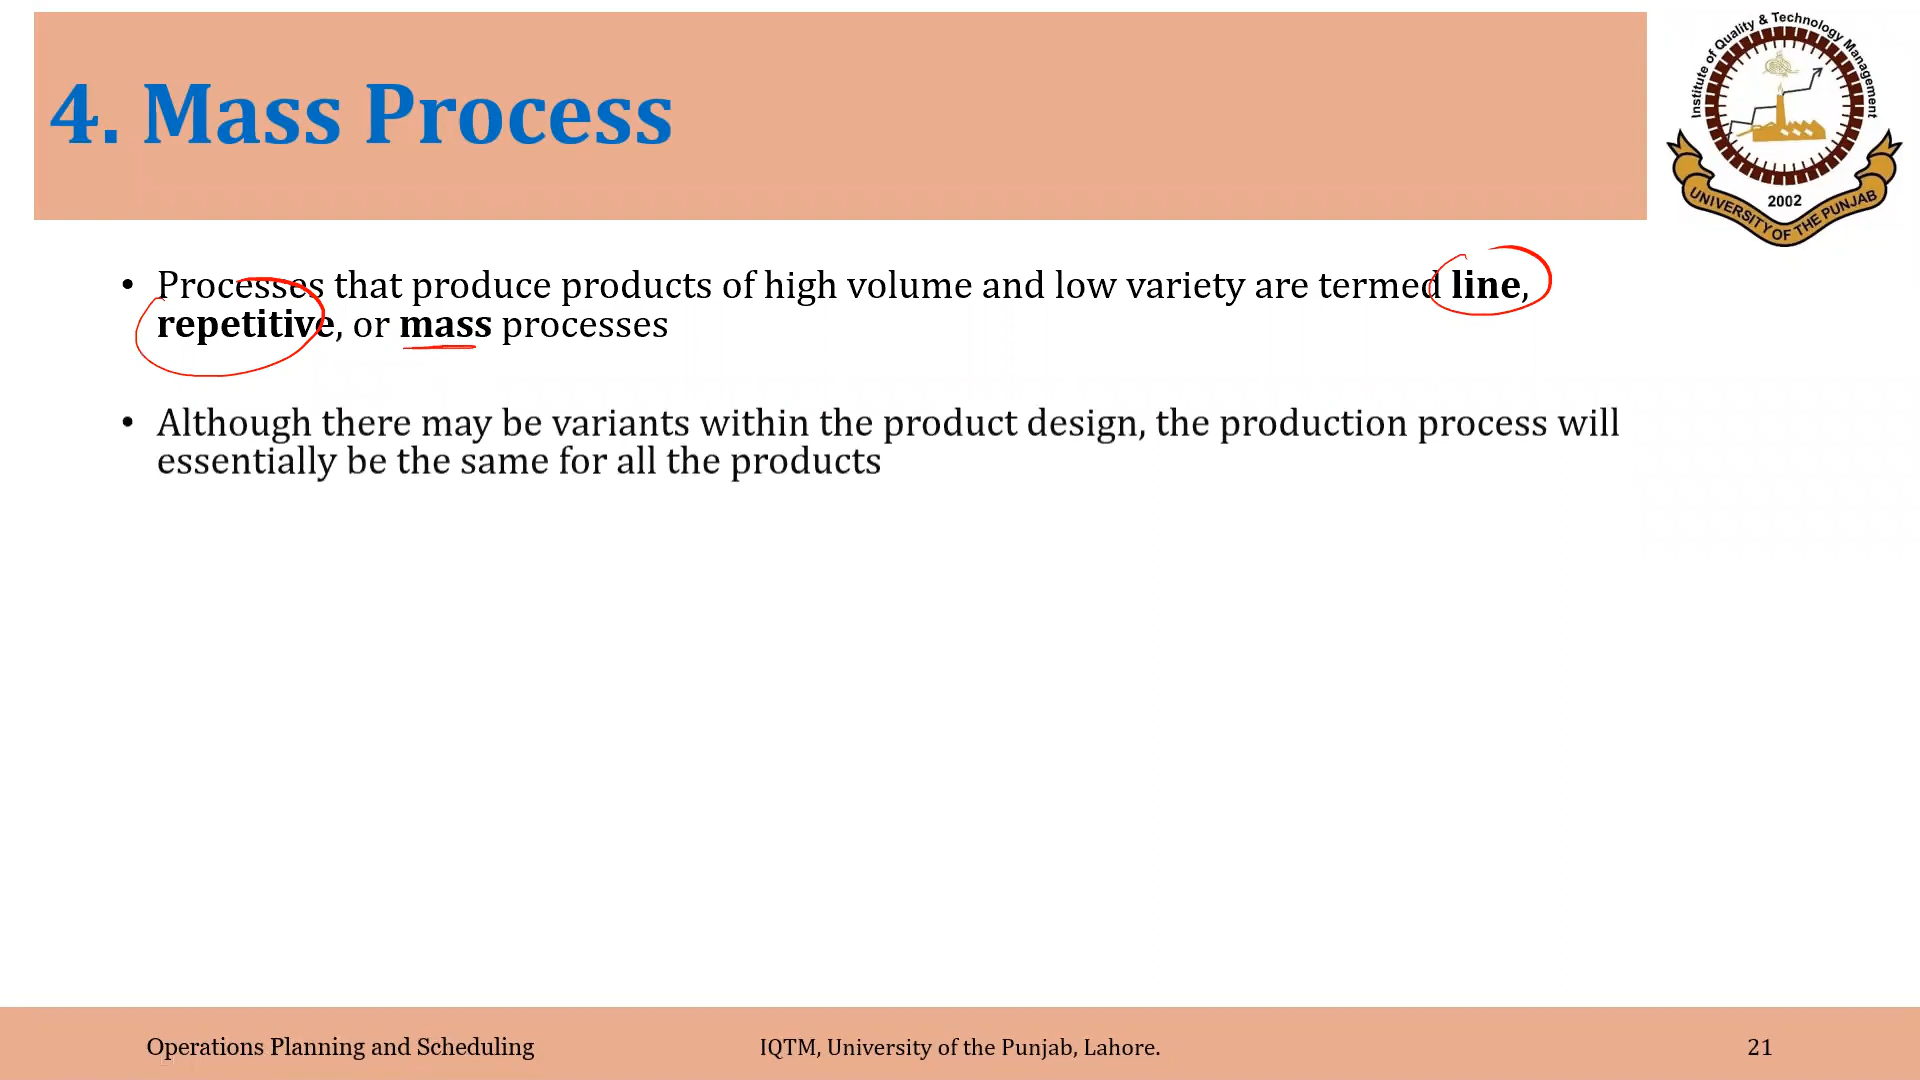 4. Mass Process
Institute of Quality & Technology Management
2002
UNIVERSITY OF THE PUNJAB
• Processes that produce products of high volume and low variety are termed line,
repetitive, or mass processes
• Although there may be variants within the product design, the production process will
essentially be the same for all the products
Operations Planning and Scheduling
IQTM, University of the Punjab, Lahore.
21